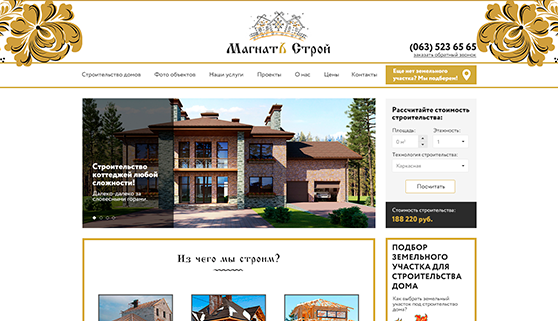 МагнатЪ Строй
(063) 523 65 65
заказать обратный звонок
Строительство домов
Фото объектов
Наши услуги
Проекты
О нас
Цены
Контакты
Еще нет земельного
участка? Мы подберем!
Строительство
коттеджей любой
сложности!
Далеко-далеко за
словесными горами
Рассчитайте стоимость
строительства:
Площадь:
Этажность:
0 м²
1
Технология строительства:
Каркасная
Посчитать
Стоимость строительства:
188 220 руб.
Из чего мы строим?
ПОДБОР
ЗЕМЕЛЬНОГО
УЧАСТКА ДЛЯ
СТРОИТЕЛЬСТВА
ДОМА
Как выбрать земельный
участок под строительство
дома?